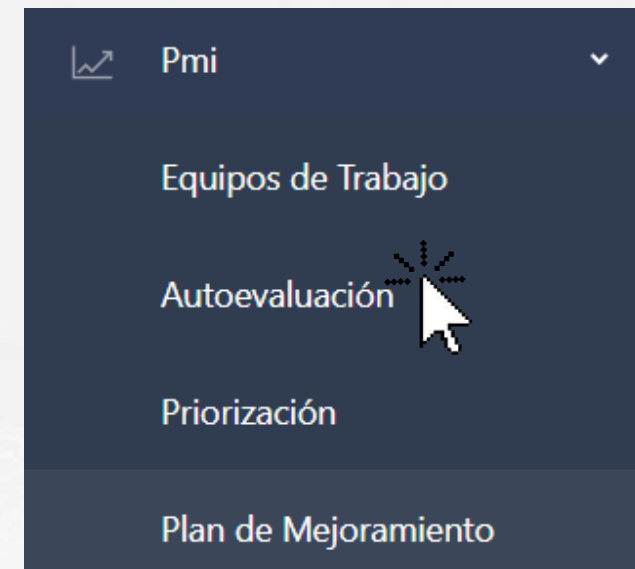 Pmi
Equipos de Trabajo
Autoevaluación
Priorización
Plan de Mejoramiento